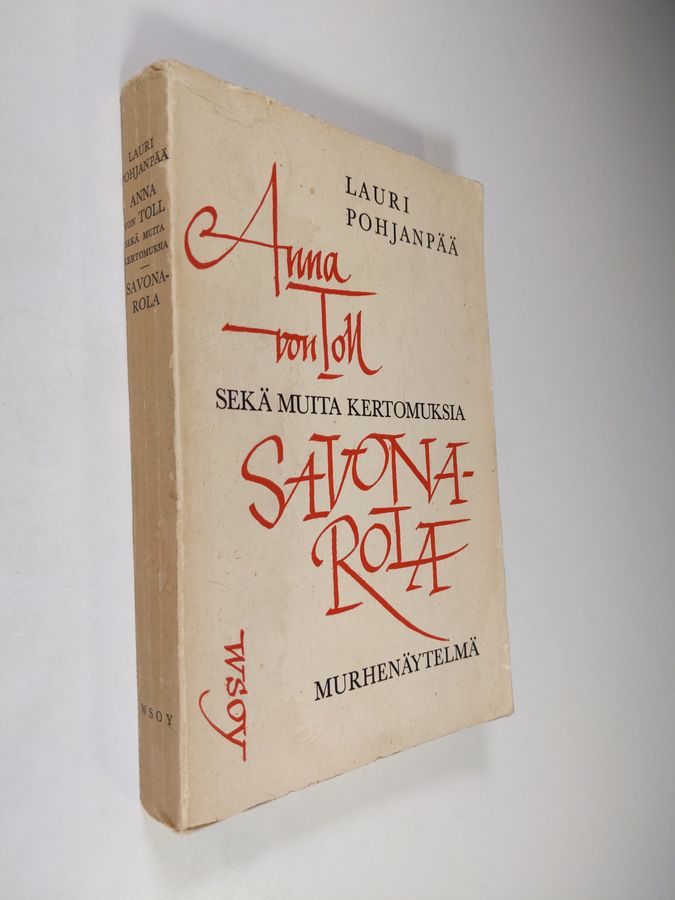 LAURI
POHJANPÄÄ
Anna
von Toll
SEKÄ MUITA KERTOMUKSIA
SAVONA-
ROLA
MURHENÄYTELMÄ
WSOY
LAURI
POHJANPÄÄ
ANNA
VON TOLL
SEKÄ MUITA
KERTOMUKSIA
—
SAVONA-
ROLA
WSOY